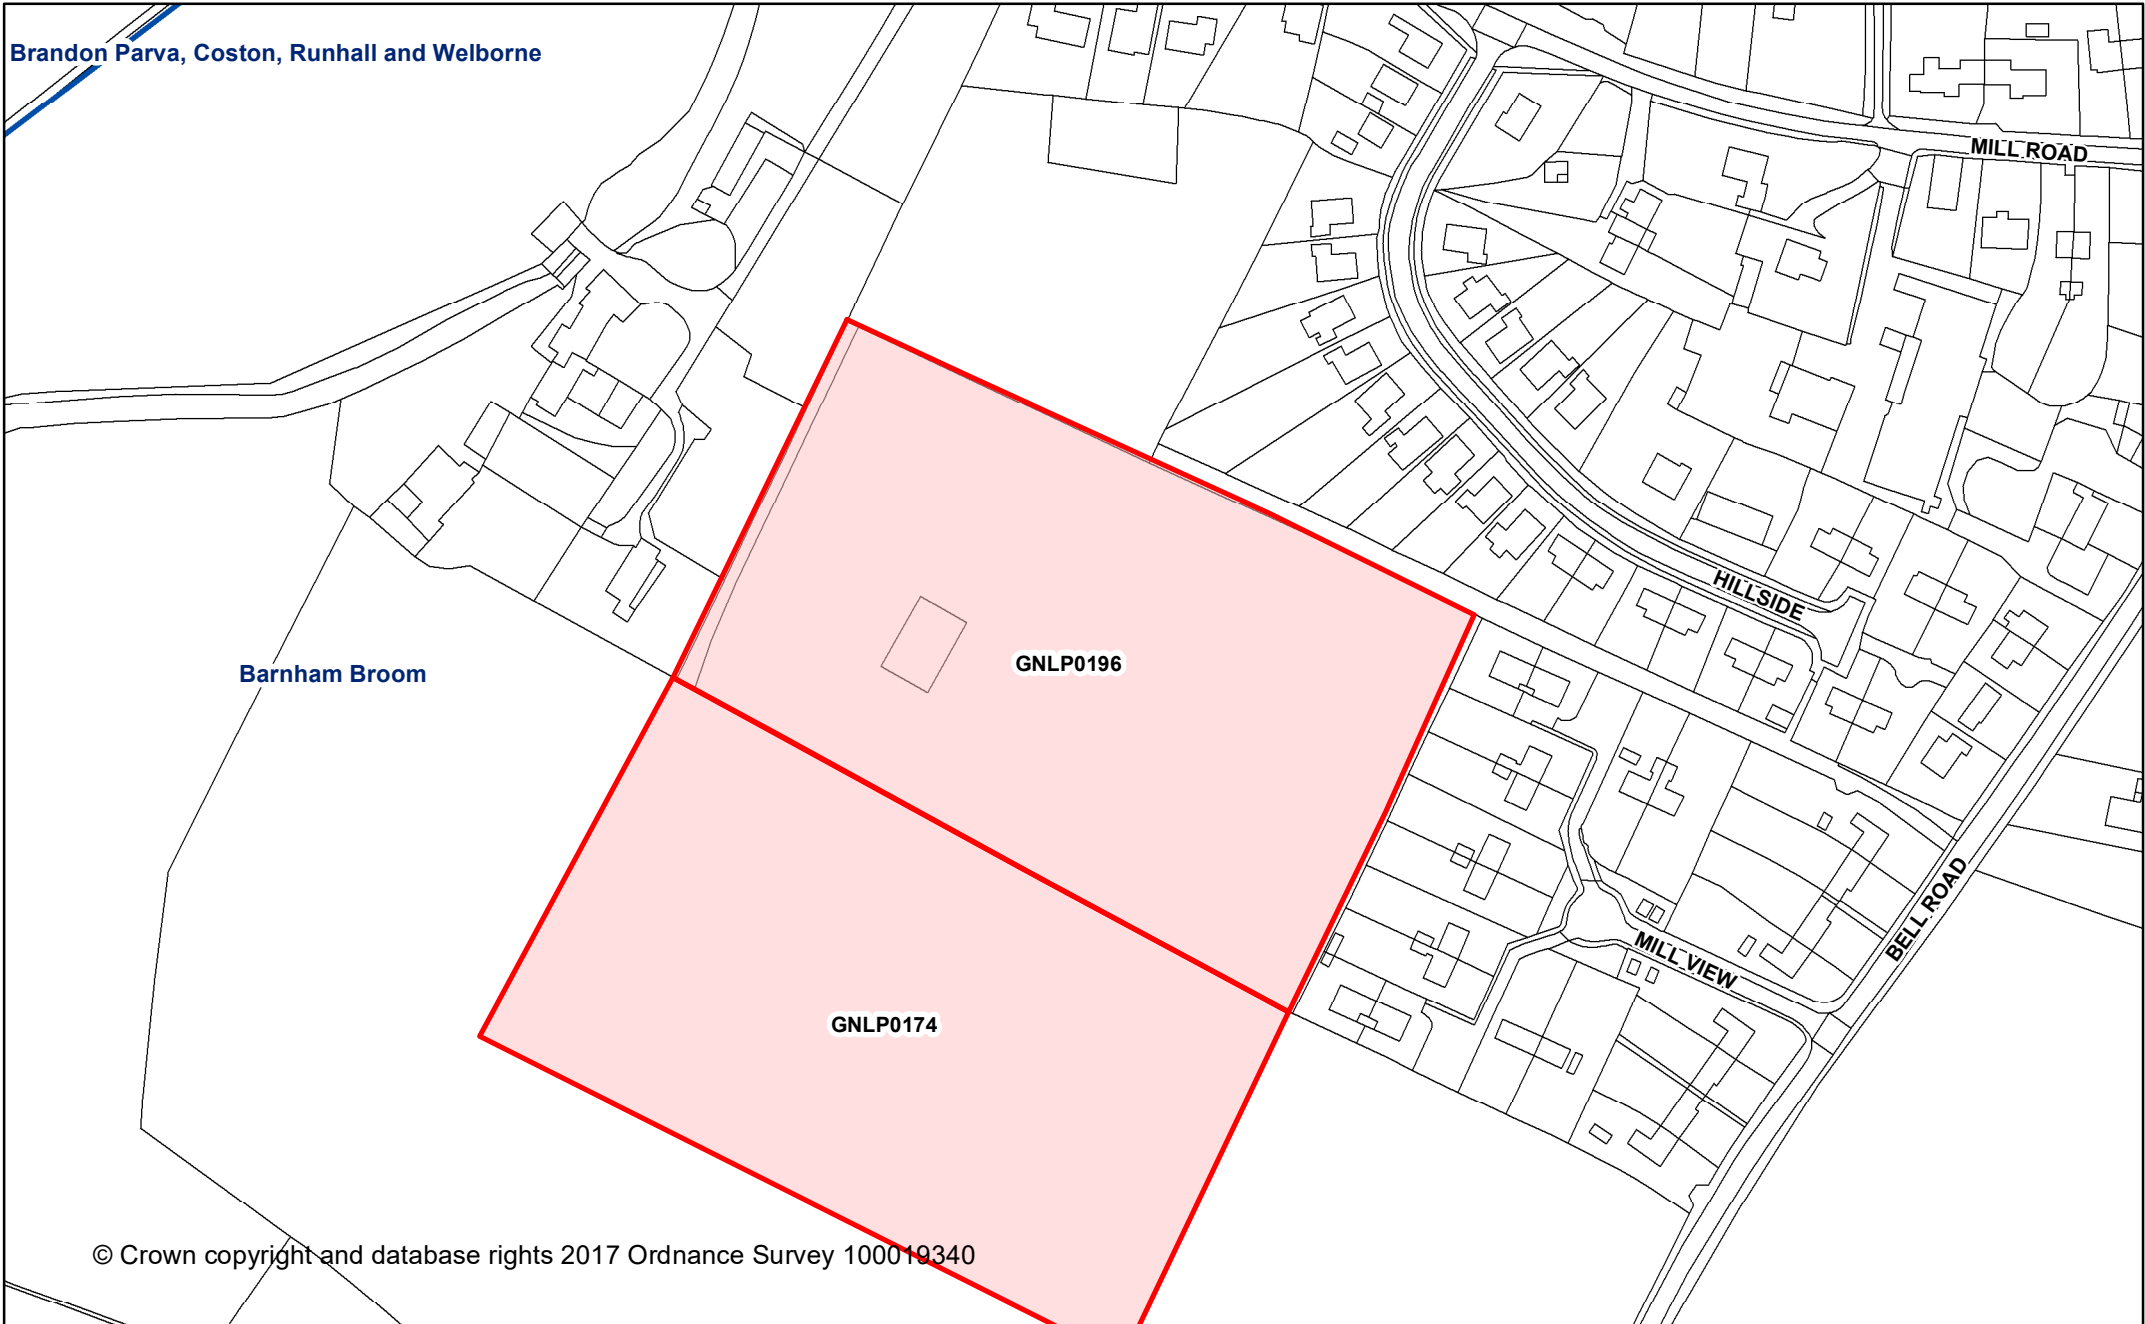 Brandon Parva, Coston, Runhall and Welborne
MILL ROAD
HILLSIDE
GNLP0196
Barnham Broom
BELL ROAD
MILL VIEW
GNLP0174
© Crown copyright and database rights 2017 Ordnance Survey 100019340